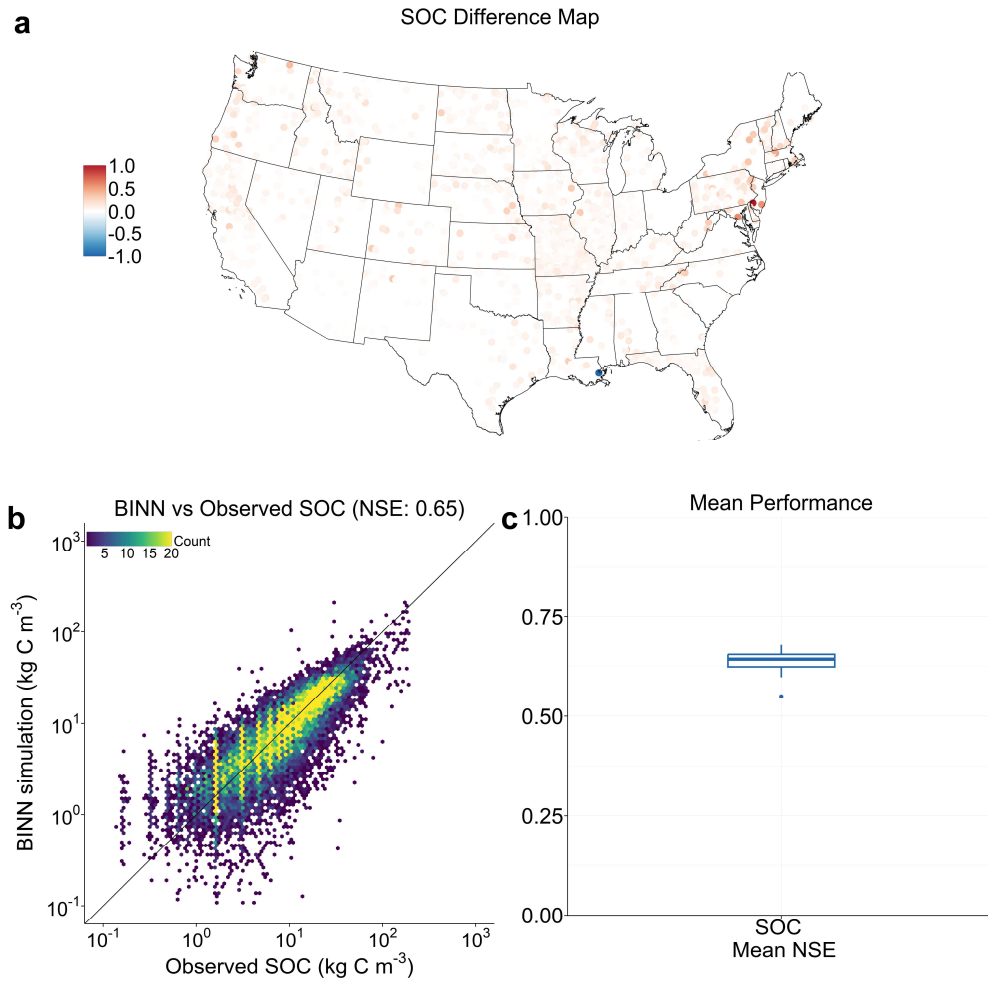 a
SOC Difference Map
1.0
0.5
0.0
-0.5
-1.0
b
BINN vs Observed SOC (NSE: 0.65)
Count
5 10 15 20
BINN simulation (kg C m⁻³)
10³
10²
10¹
10⁰
10⁻¹
10⁻¹ 10⁰ 10¹ 10² 10³
Observed SOC (kg C m⁻³)
c
Mean Performance
1.00
0.75
0.50
0.25
0.00
SOC
Mean NSE